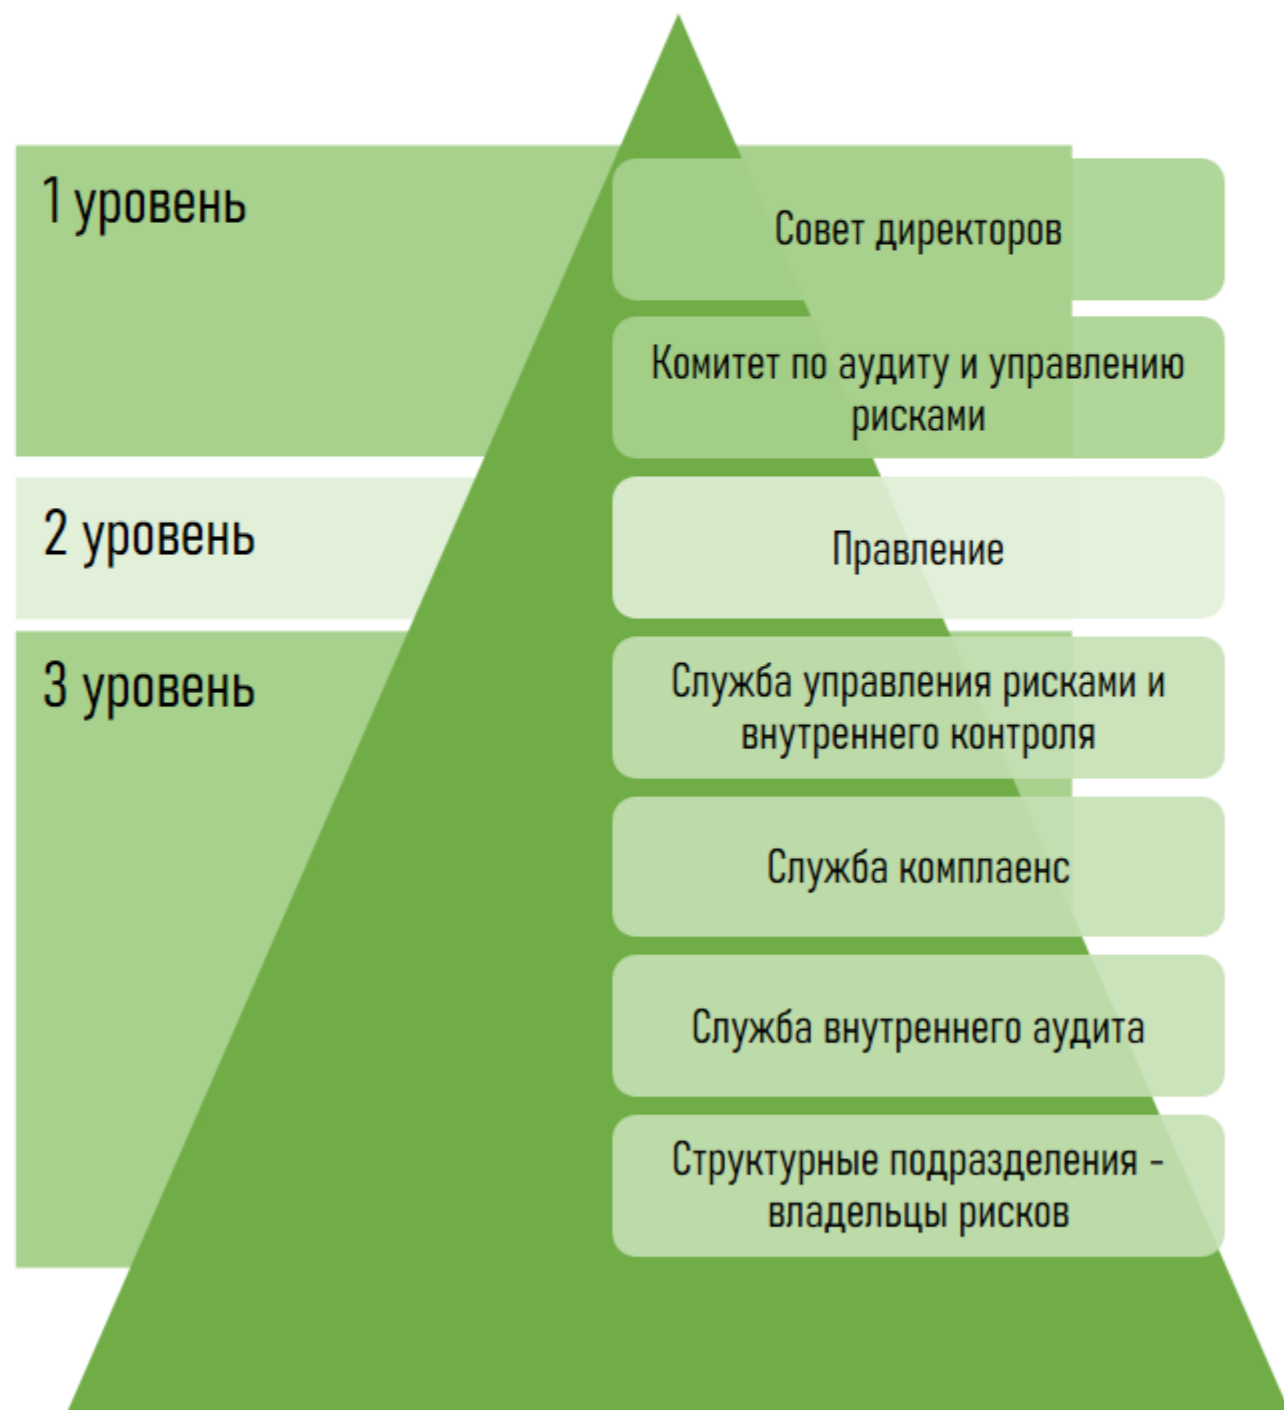 1 уровень
Совет директоров
Комитет по аудиту и управлению
рисками
2 уровень
Правление
3 уровень
Служба управления рисками и
внутреннего контроля
Служба комплаенс
Служба внутреннего аудита
Структурные подразделения -
владельцы рисков